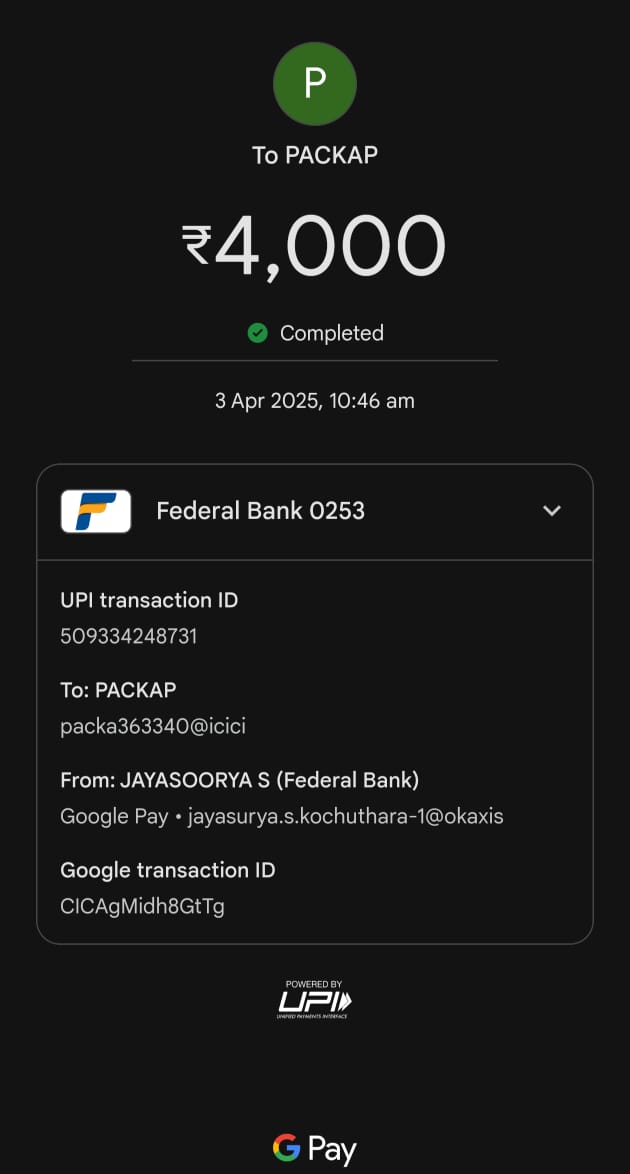 P
To PACKAP
₹4,000
Completed
3 Apr 2025, 10:46 am
Federal Bank 0253
UPI transaction ID
509334248731
To: PACKAP
packa363340@icici
From: JAYASOORYA S (Federal Bank)
Google Pay • jayasurya.s.kochuthara-1@okaxis
Google transaction ID
CICAgMidh8GtTg
POWERED BY
UPI
UNIFIED PAYMENTS INTERFACE
G Pay